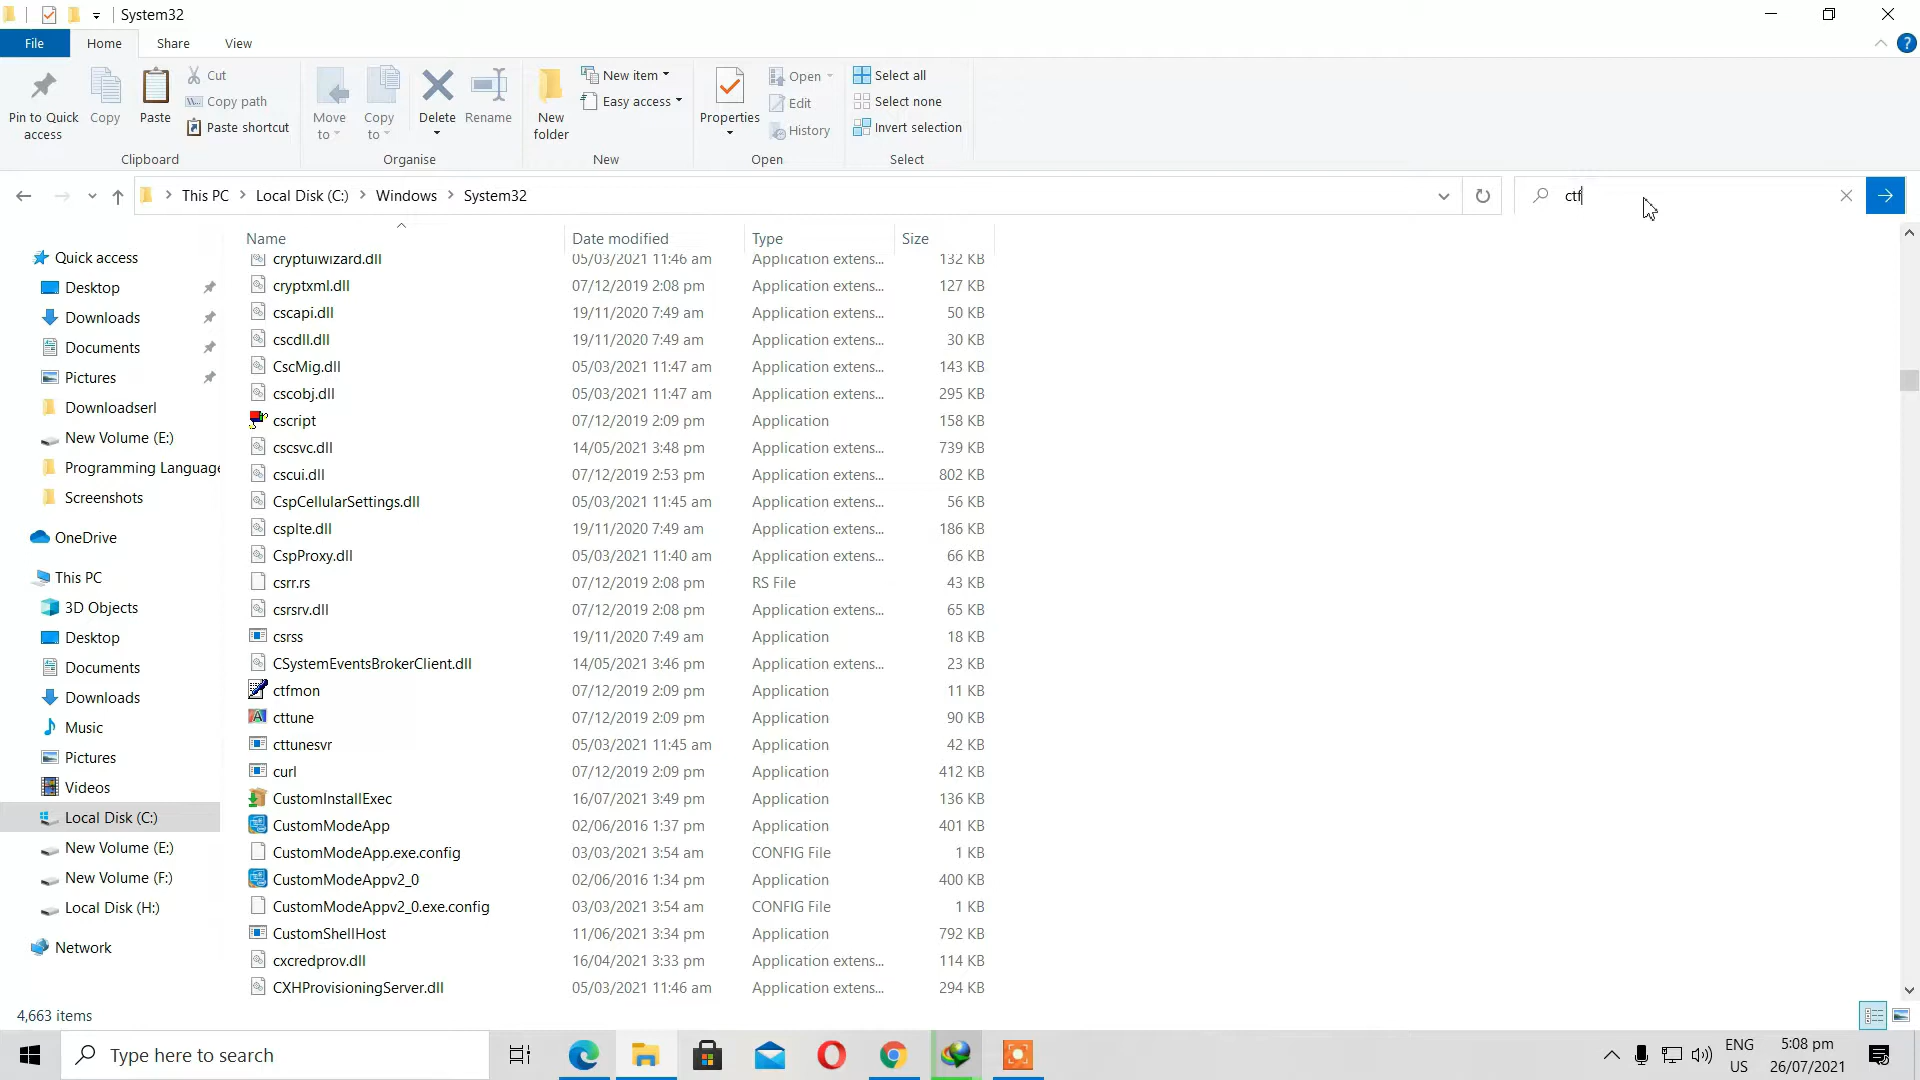 System32
File Home Share View
Pin to Quick access
Copy
Paste
Cut
Copy path
Paste shortcut
Clipboard
Move to
Copy to
Delete
Rename
Organise
New folder
New item
Easy access
New
Properties
Open
Edit
History
Open
Select all
Select none
Invert selection
Select
This PC Local Disk (C:) Windows System32
ctf
Quick access
Desktop
Downloads
Documents
Pictures
Downloadserl
New Volume (E:)
Programming Language
Screenshots
OneDrive
This PC
3D Objects
Desktop
Documents
Downloads
Music
Pictures
Videos
Local Disk (C:)
New Volume (E:)
New Volume (F:)
Local Disk (H:)
Network
Name Date modified Type Size
cryptuiwizard.dll 05/03/2021 11:46 am Application extens... 132 KB
cryptxml.dll 07/12/2019 2:08 pm Application extens... 127 KB
cscapi.dll 19/11/2020 7:49 am Application extens... 50 KB
cscdll.dll 19/11/2020 7:49 am Application extens... 30 KB
CscMig.dll 05/03/2021 11:47 am Application extens... 143 KB
cscobj.dll 05/03/2021 11:47 am Application extens... 295 KB
cscript 07/12/2019 2:09 pm Application 158 KB
cscsvc.dll 14/05/2021 3:48 pm Application extens... 739 KB
cscui.dll 07/12/2019 2:53 pm Application extens... 802 KB
CspCellularSettings.dll 05/03/2021 11:45 am Application extens... 56 KB
csplte.dll 19/11/2020 7:49 am Application extens... 186 KB
CspProxy.dll 05/03/2021 11:40 am Application extens... 66 KB
csrr.rs 07/12/2019 2:08 pm RS File 43 KB
csrsrv.dll 07/12/2019 2:08 pm Application extens... 65 KB
csrss 19/11/2020 7:49 am Application 18 KB
CSystemEventsBrokerClient.dll 14/05/2021 3:46 pm Application extens... 23 KB
ctfmon 07/12/2019 2:09 pm Application 11 KB
cttune 07/12/2019 2:09 pm Application 90 KB
cttunesvr 05/03/2021 11:45 am Application 42 KB
curl 07/12/2019 2:09 pm Application 412 KB
CustomInstallExec 16/07/2021 3:49 pm Application 136 KB
CustomModeApp 02/06/2016 1:37 pm Application 401 KB
CustomModeApp.exe.config 03/03/2021 3:54 am CONFIG File 1 KB
CustomModeAppv2_0 02/06/2016 1:34 pm Application 400 KB
CustomModeAppv2_0.exe.config 03/03/2021 3:54 am CONFIG File 1 KB
CustomShellHost 11/06/2021 3:34 pm Application 792 KB
cxcredprov.dll 16/04/2021 3:33 pm Application extens... 114 KB
CXHProvisioningServer.dll 05/03/2021 11:46 am Application extens... 294 KB
4,663 items
Type here to search
ENG
US
5:08 pm
26/07/2021